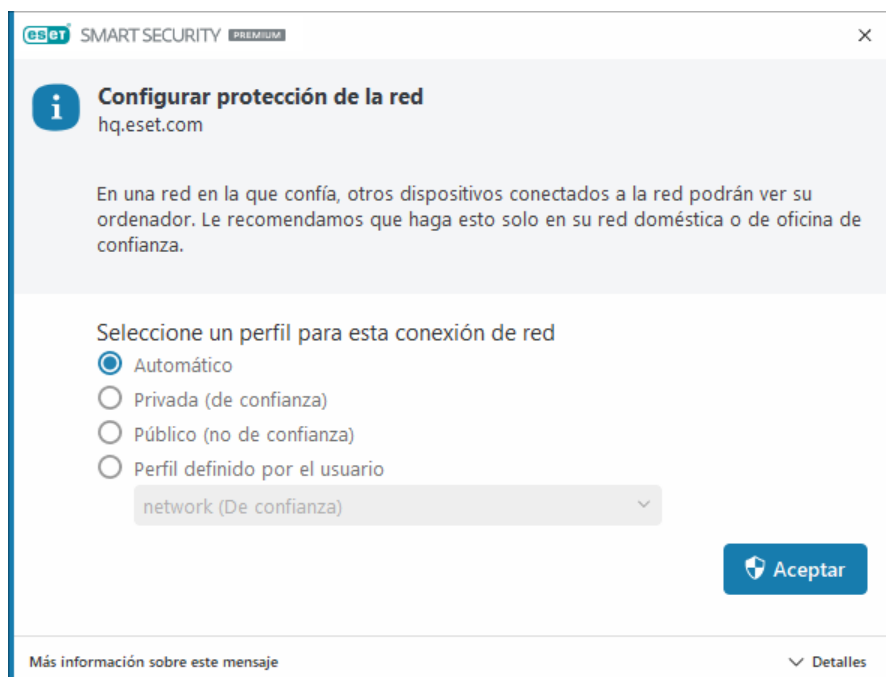 eset SMART SECURITY PREMIUM
Configurar protección de la red
hq.eset.com
En una red en la que confía, otros dispositivos conectados a la red podrán ver su
ordenador. Le recomendamos que haga esto solo en su red doméstica o de oficina de
confianza.
Seleccione un perfil para esta conexión de red
Automático
Privada (de confianza)
Público (no de confianza)
Perfil definido por el usuario
network (De confianza)
Aceptar
Más información sobre este mensaje
Detalles